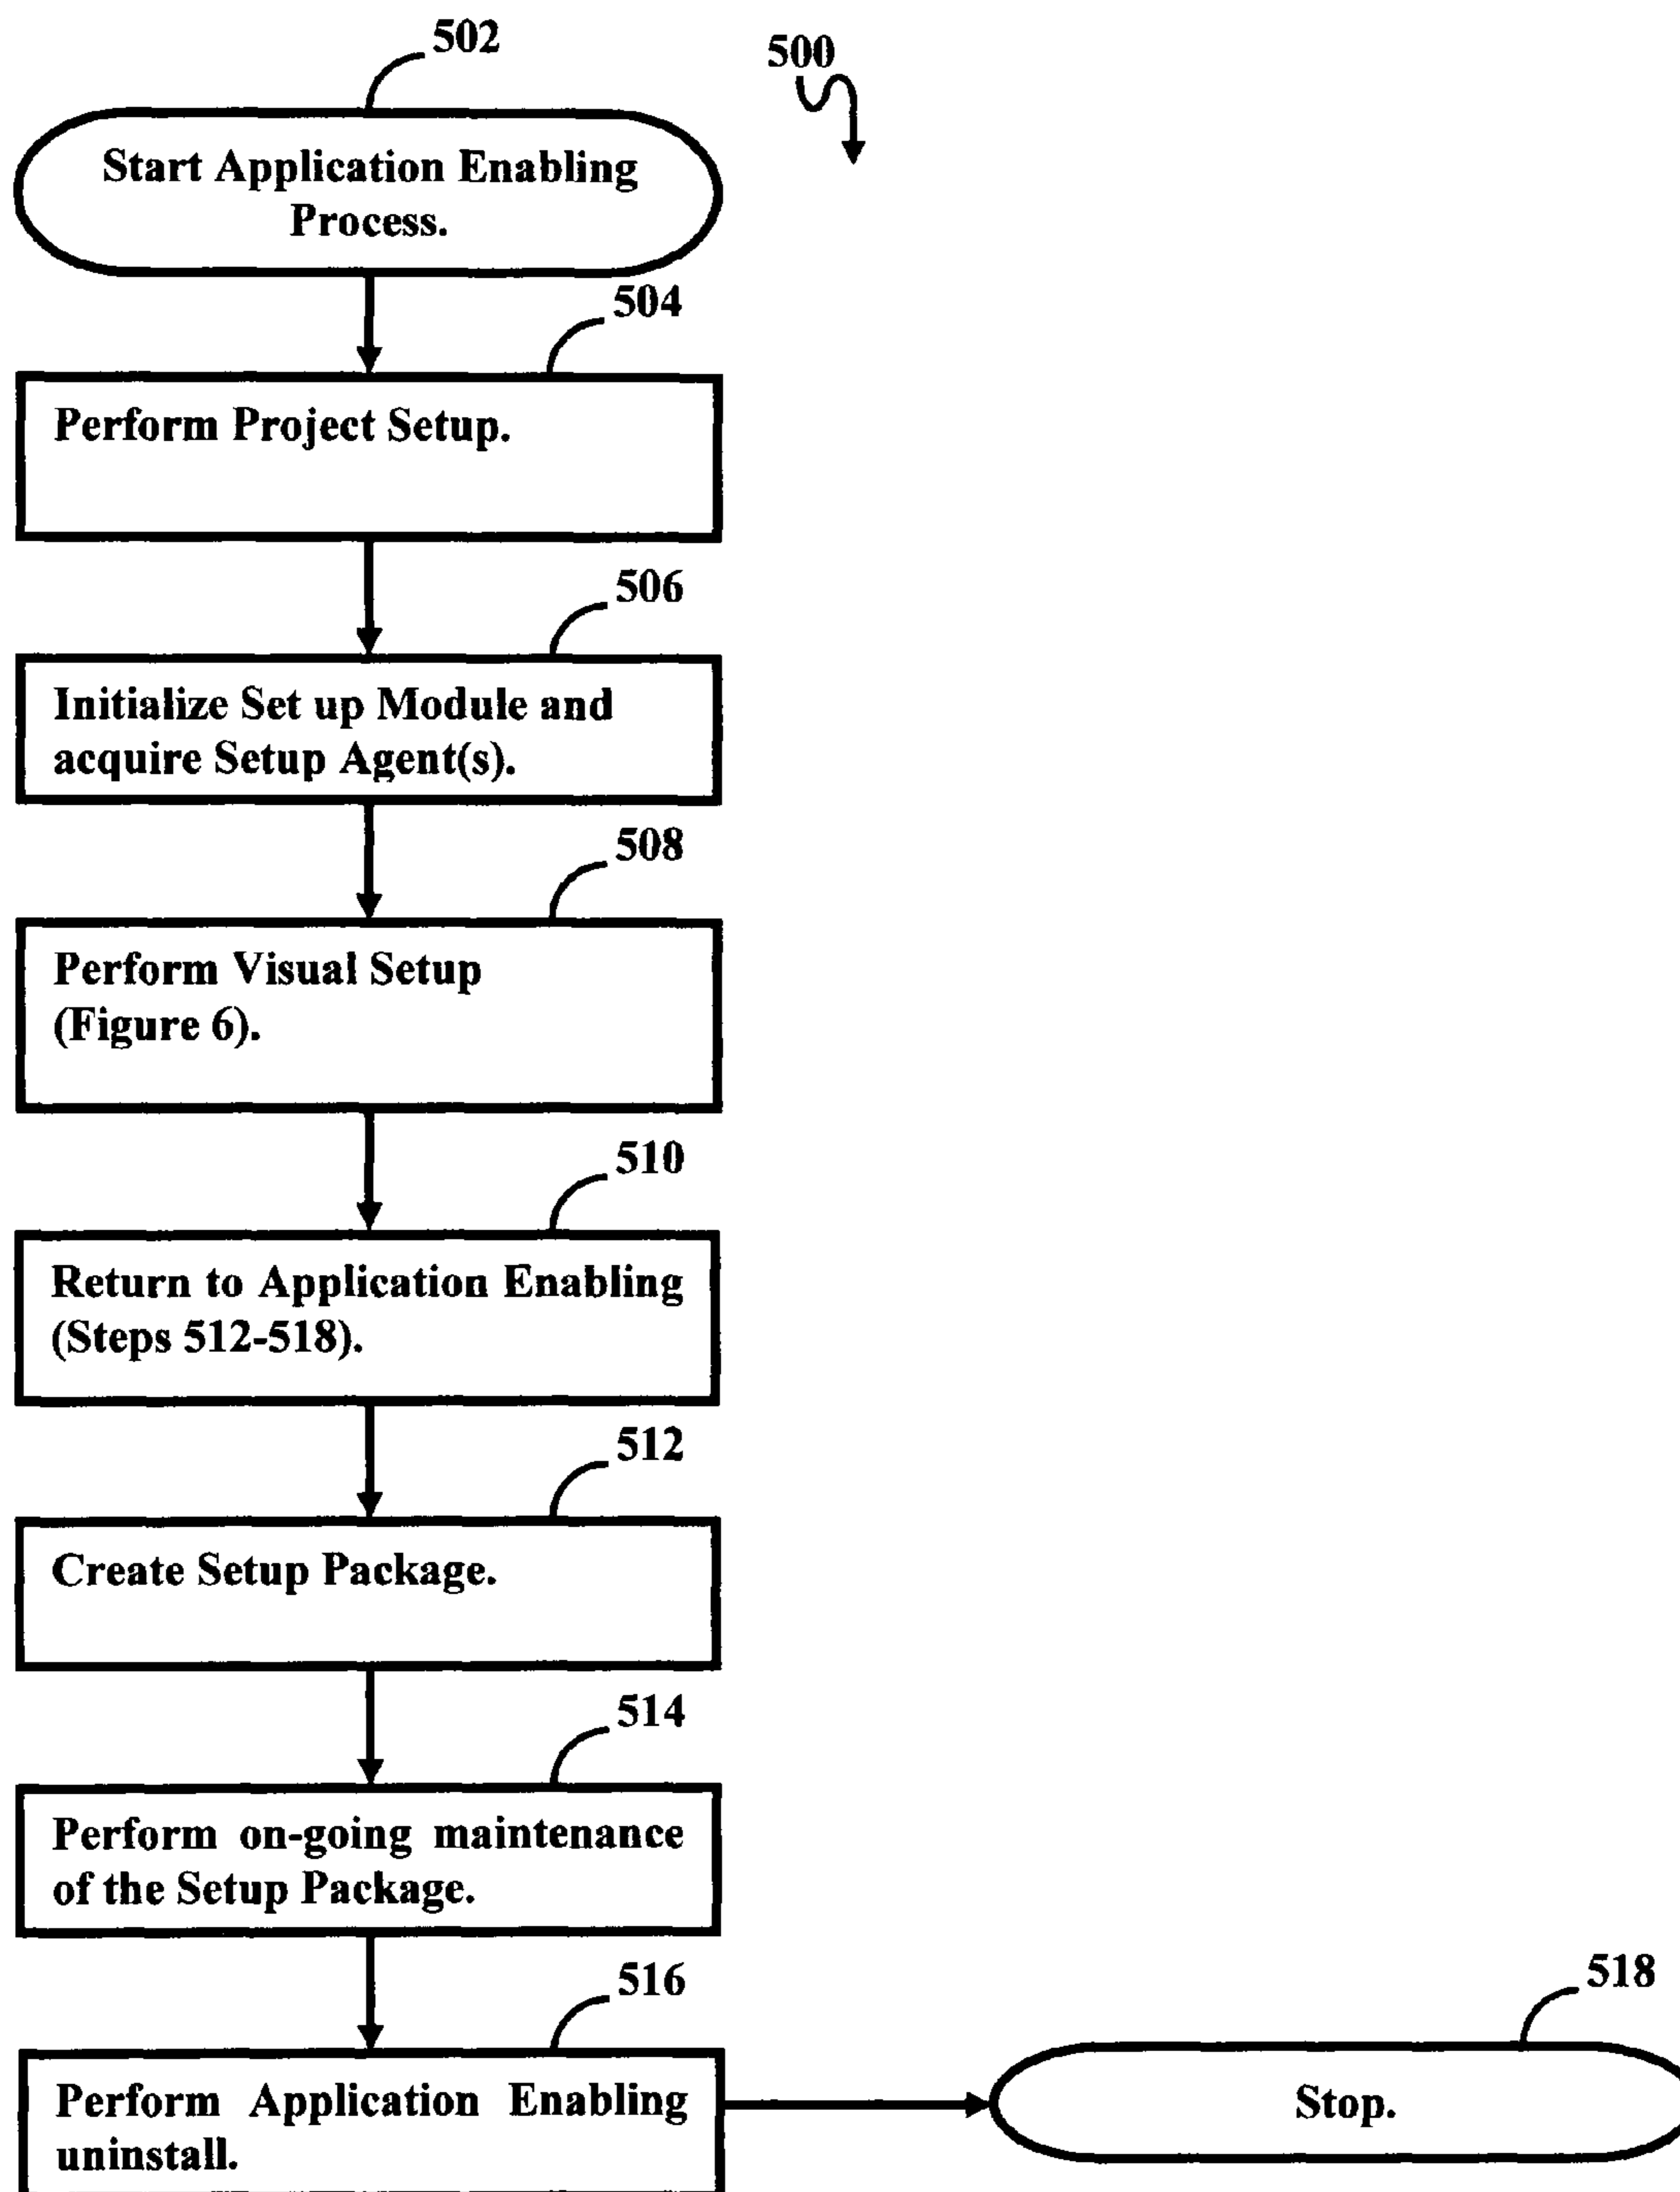 502
500
Start Application Enabling
Process.
504
Perform Project Setup.
506
Initialize Set up Module and
acquire Setup Agent(s).
508
Perform Visual Setup
(Figure 6).
510
Return to Application Enabling
(Steps 512-518).
512
Create Setup Package.
514
Perform on-going maintenance
of the Setup Package.
516
Perform Application Enabling
uninstall.
518
Stop.